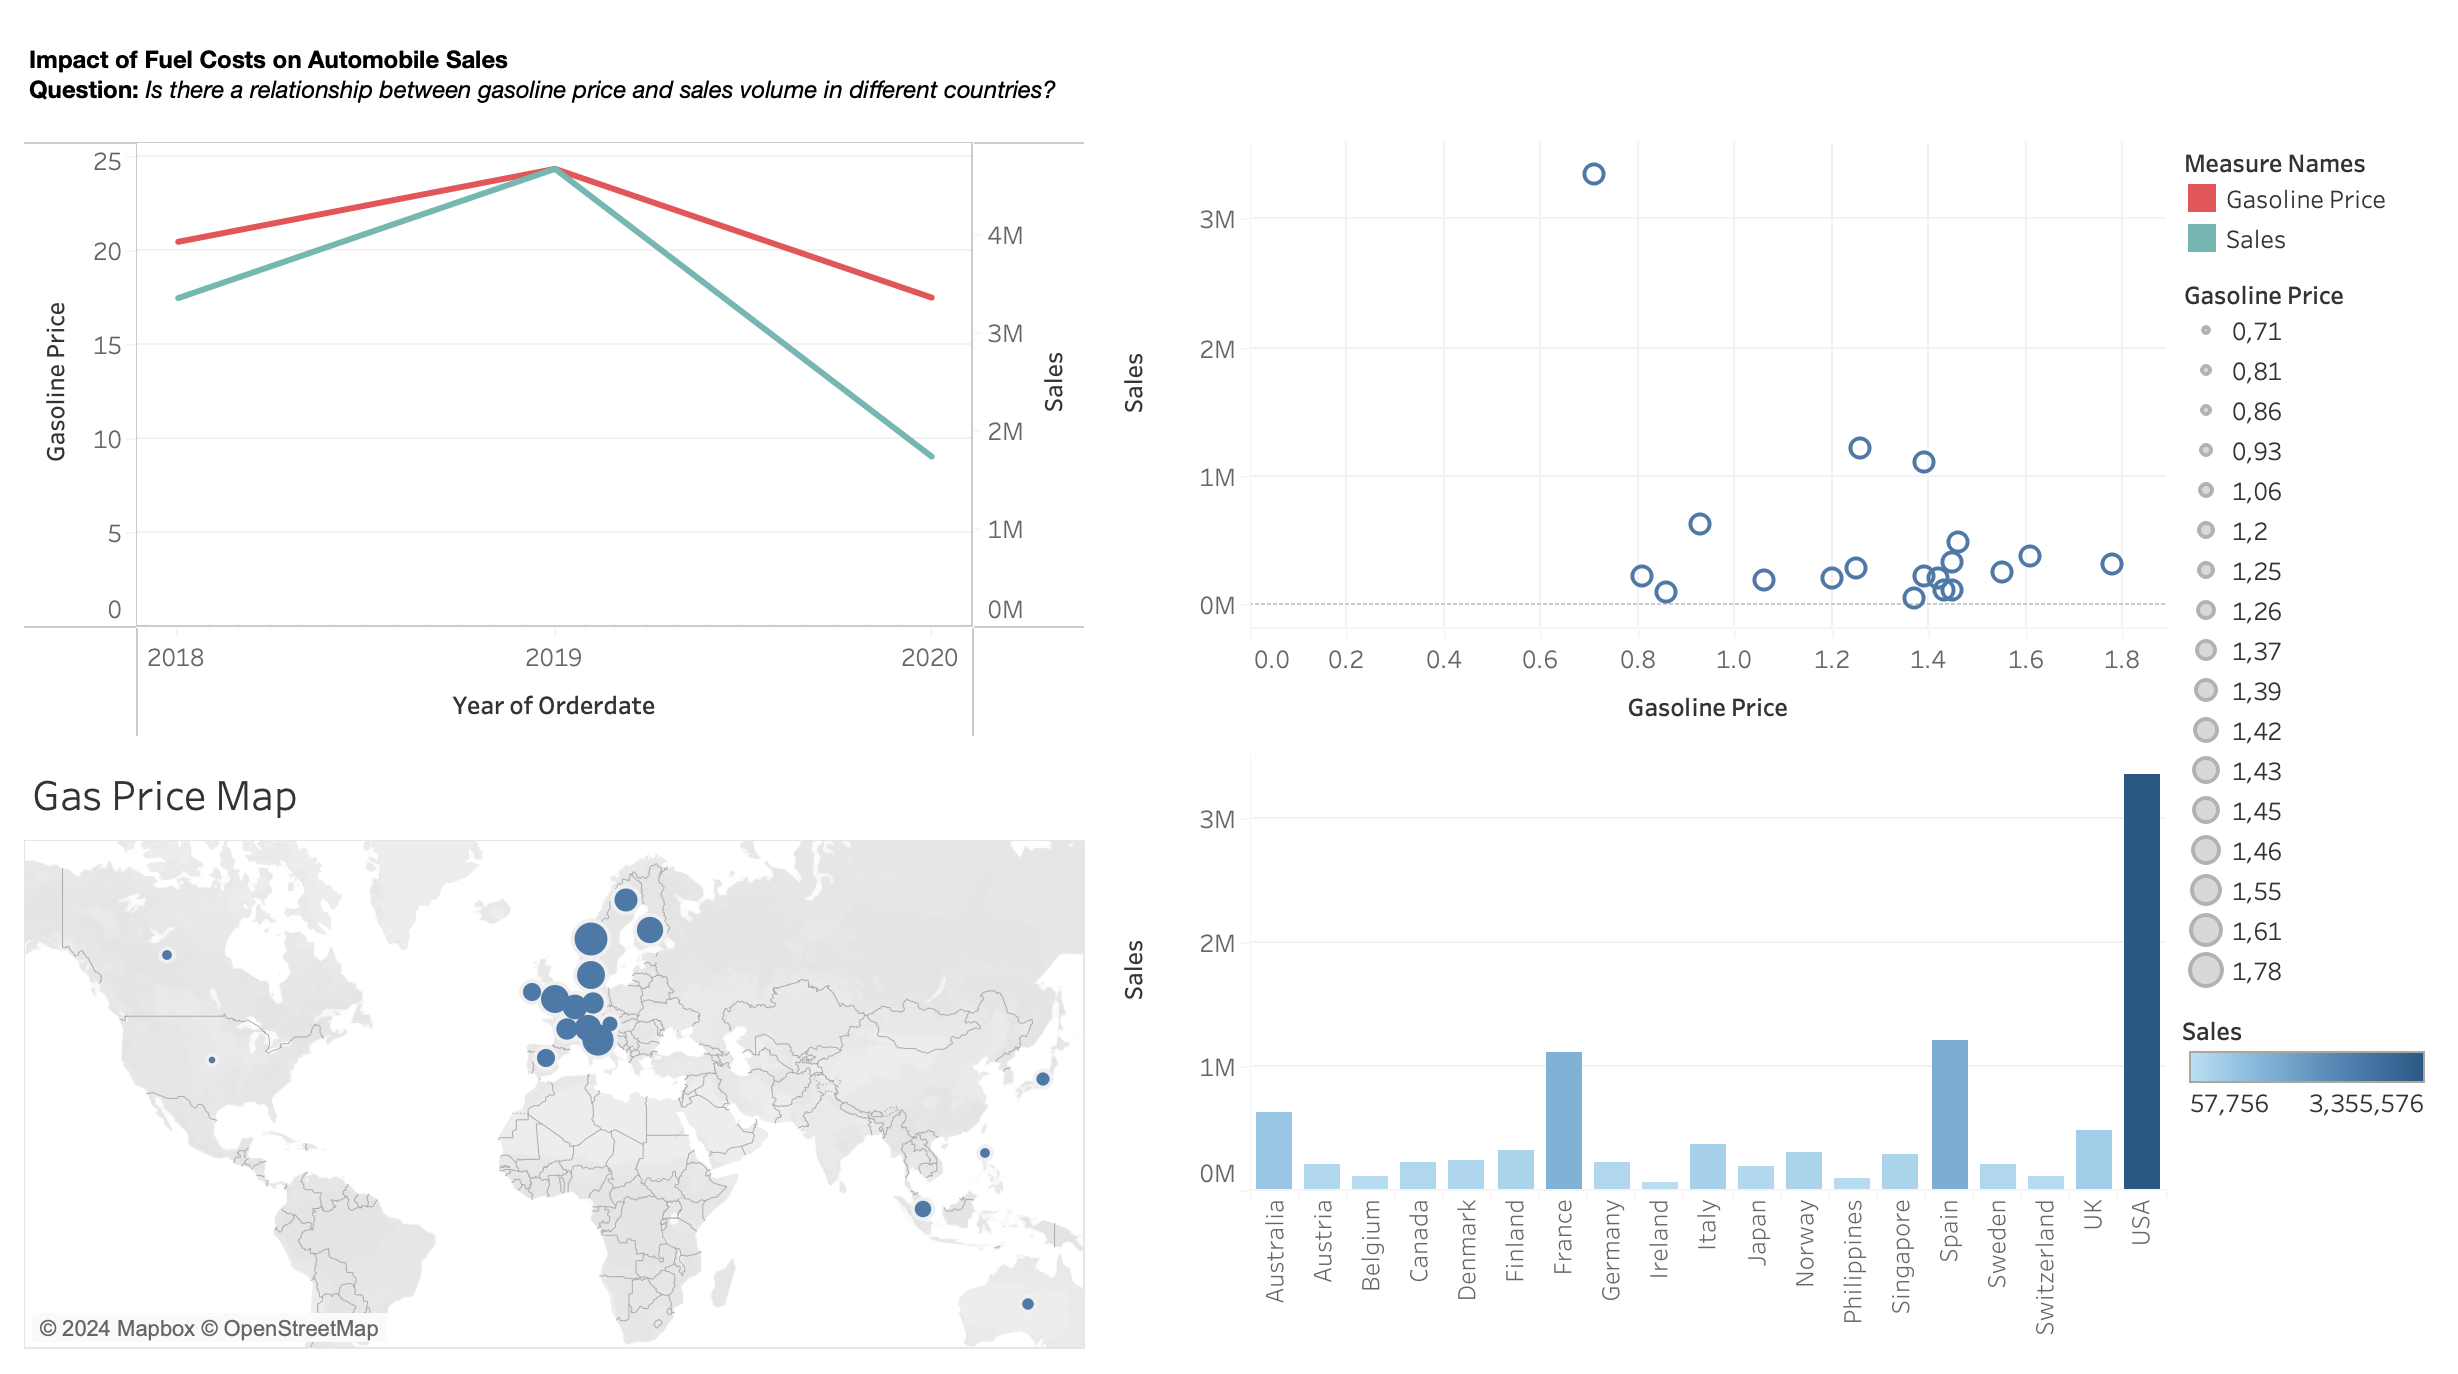 Impact of Fuel Costs on Automobile Sales
Question: Is there a relationship between gasoline price and sales volume in different countries?
25
20
15
10
5
0
Gasoline Price
4M
3M
2M
1M
0M
Sales
2018 2019 2020
Year of Orderdate
3M
2M
1M
0M
Sales
0.0 0.2 0.4 0.6 0.8 1.0 1.2 1.4 1.6 1.8
Gasoline Price
Measure Names
Gasoline Price
Sales
Gasoline Price
0,71
0,81
0,86
0,93
1,06
1,2
1,25
1,26
1,37
1,39
1,42
1,43
1,45
1,46
1,55
1,61
1,78
Sales
57,756 3,355,576
Gas Price Map
© 2024 Mapbox © OpenStreetMap
3M
2M
1M
0M
Sales
Australia
Austria
Belgium
Canada
Denmark
Finland
France
Germany
Ireland
Italy
Japan
Norway
Philippines
Singapore
Spain
Sweden
Switzerland
UK
USA